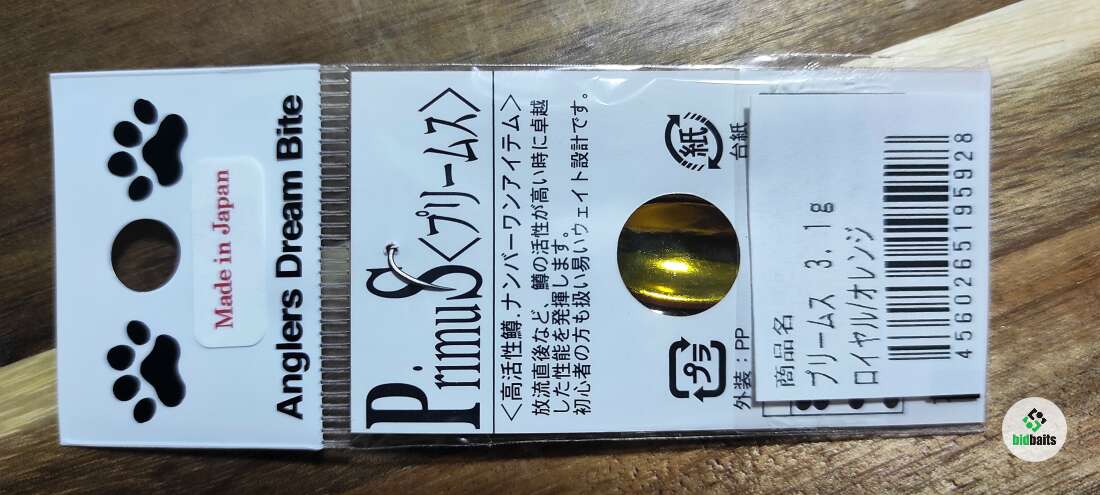 Made in Japan
Anglers Dream Bite
PrimuS<プリームス>
<高活性鱒.ナンバーワンアイテム>
放流直後など、鱒の活性が高い時に卓越
した性能を発揮します。
初心者の方も扱い易いウェイト設計です。
紙
台紙
プラ
外装：PP
商品名
プリームス 3.1g
ロイヤル/オレンジ
4560265195928
bidbaits